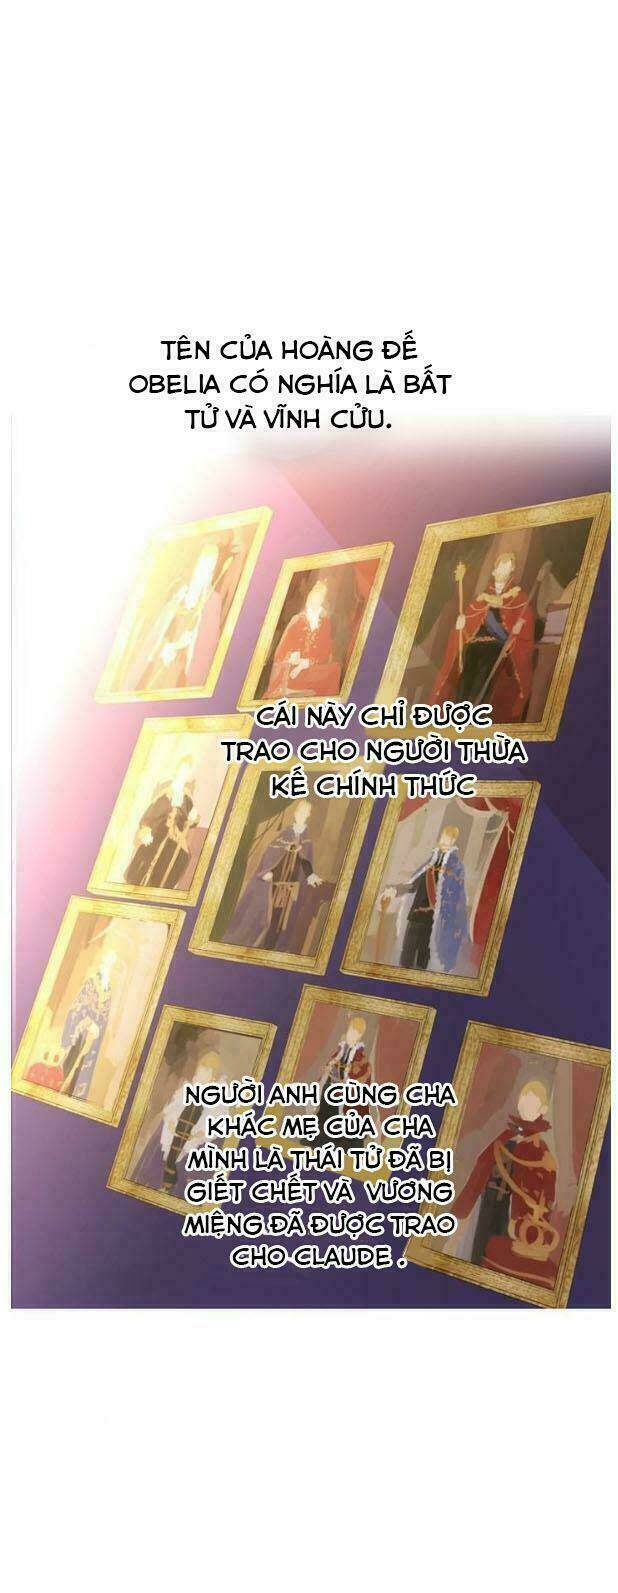 TÊN CỦA HOÀNG ĐẾ
OBELIA CÓ NGHĨA LÀ BẤT
TỬ VÀ VĨNH CỬU.
CÁI NÀY CHỈ ĐƯỢC
TRAO CHO NGƯỜI THỪA
KẾ CHÍNH THỨC
NGƯỜI ANH CÙNG CHA
KHÁC MẸ CỦA CHA
MÌNH LÀ THÁI TỬ ĐÃ BỊ
GIẾT CHẾT VÀ VƯƠNG
MIỆNG ĐÃ ĐƯỢC TRAO
CHO CLAUDE .